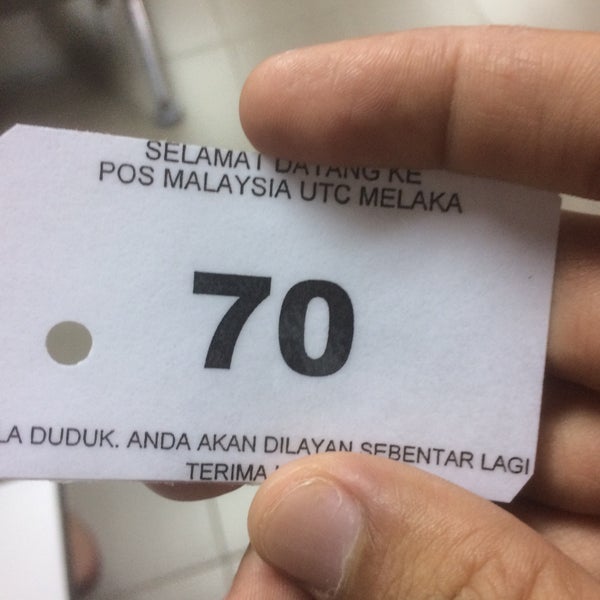 SELAMAT DATANG KE
POS MALAYSIA UTC MELAKA
70
LA DUDUK. ANDA AKAN DILAYAN SEBENTAR LAGI
TERIMA